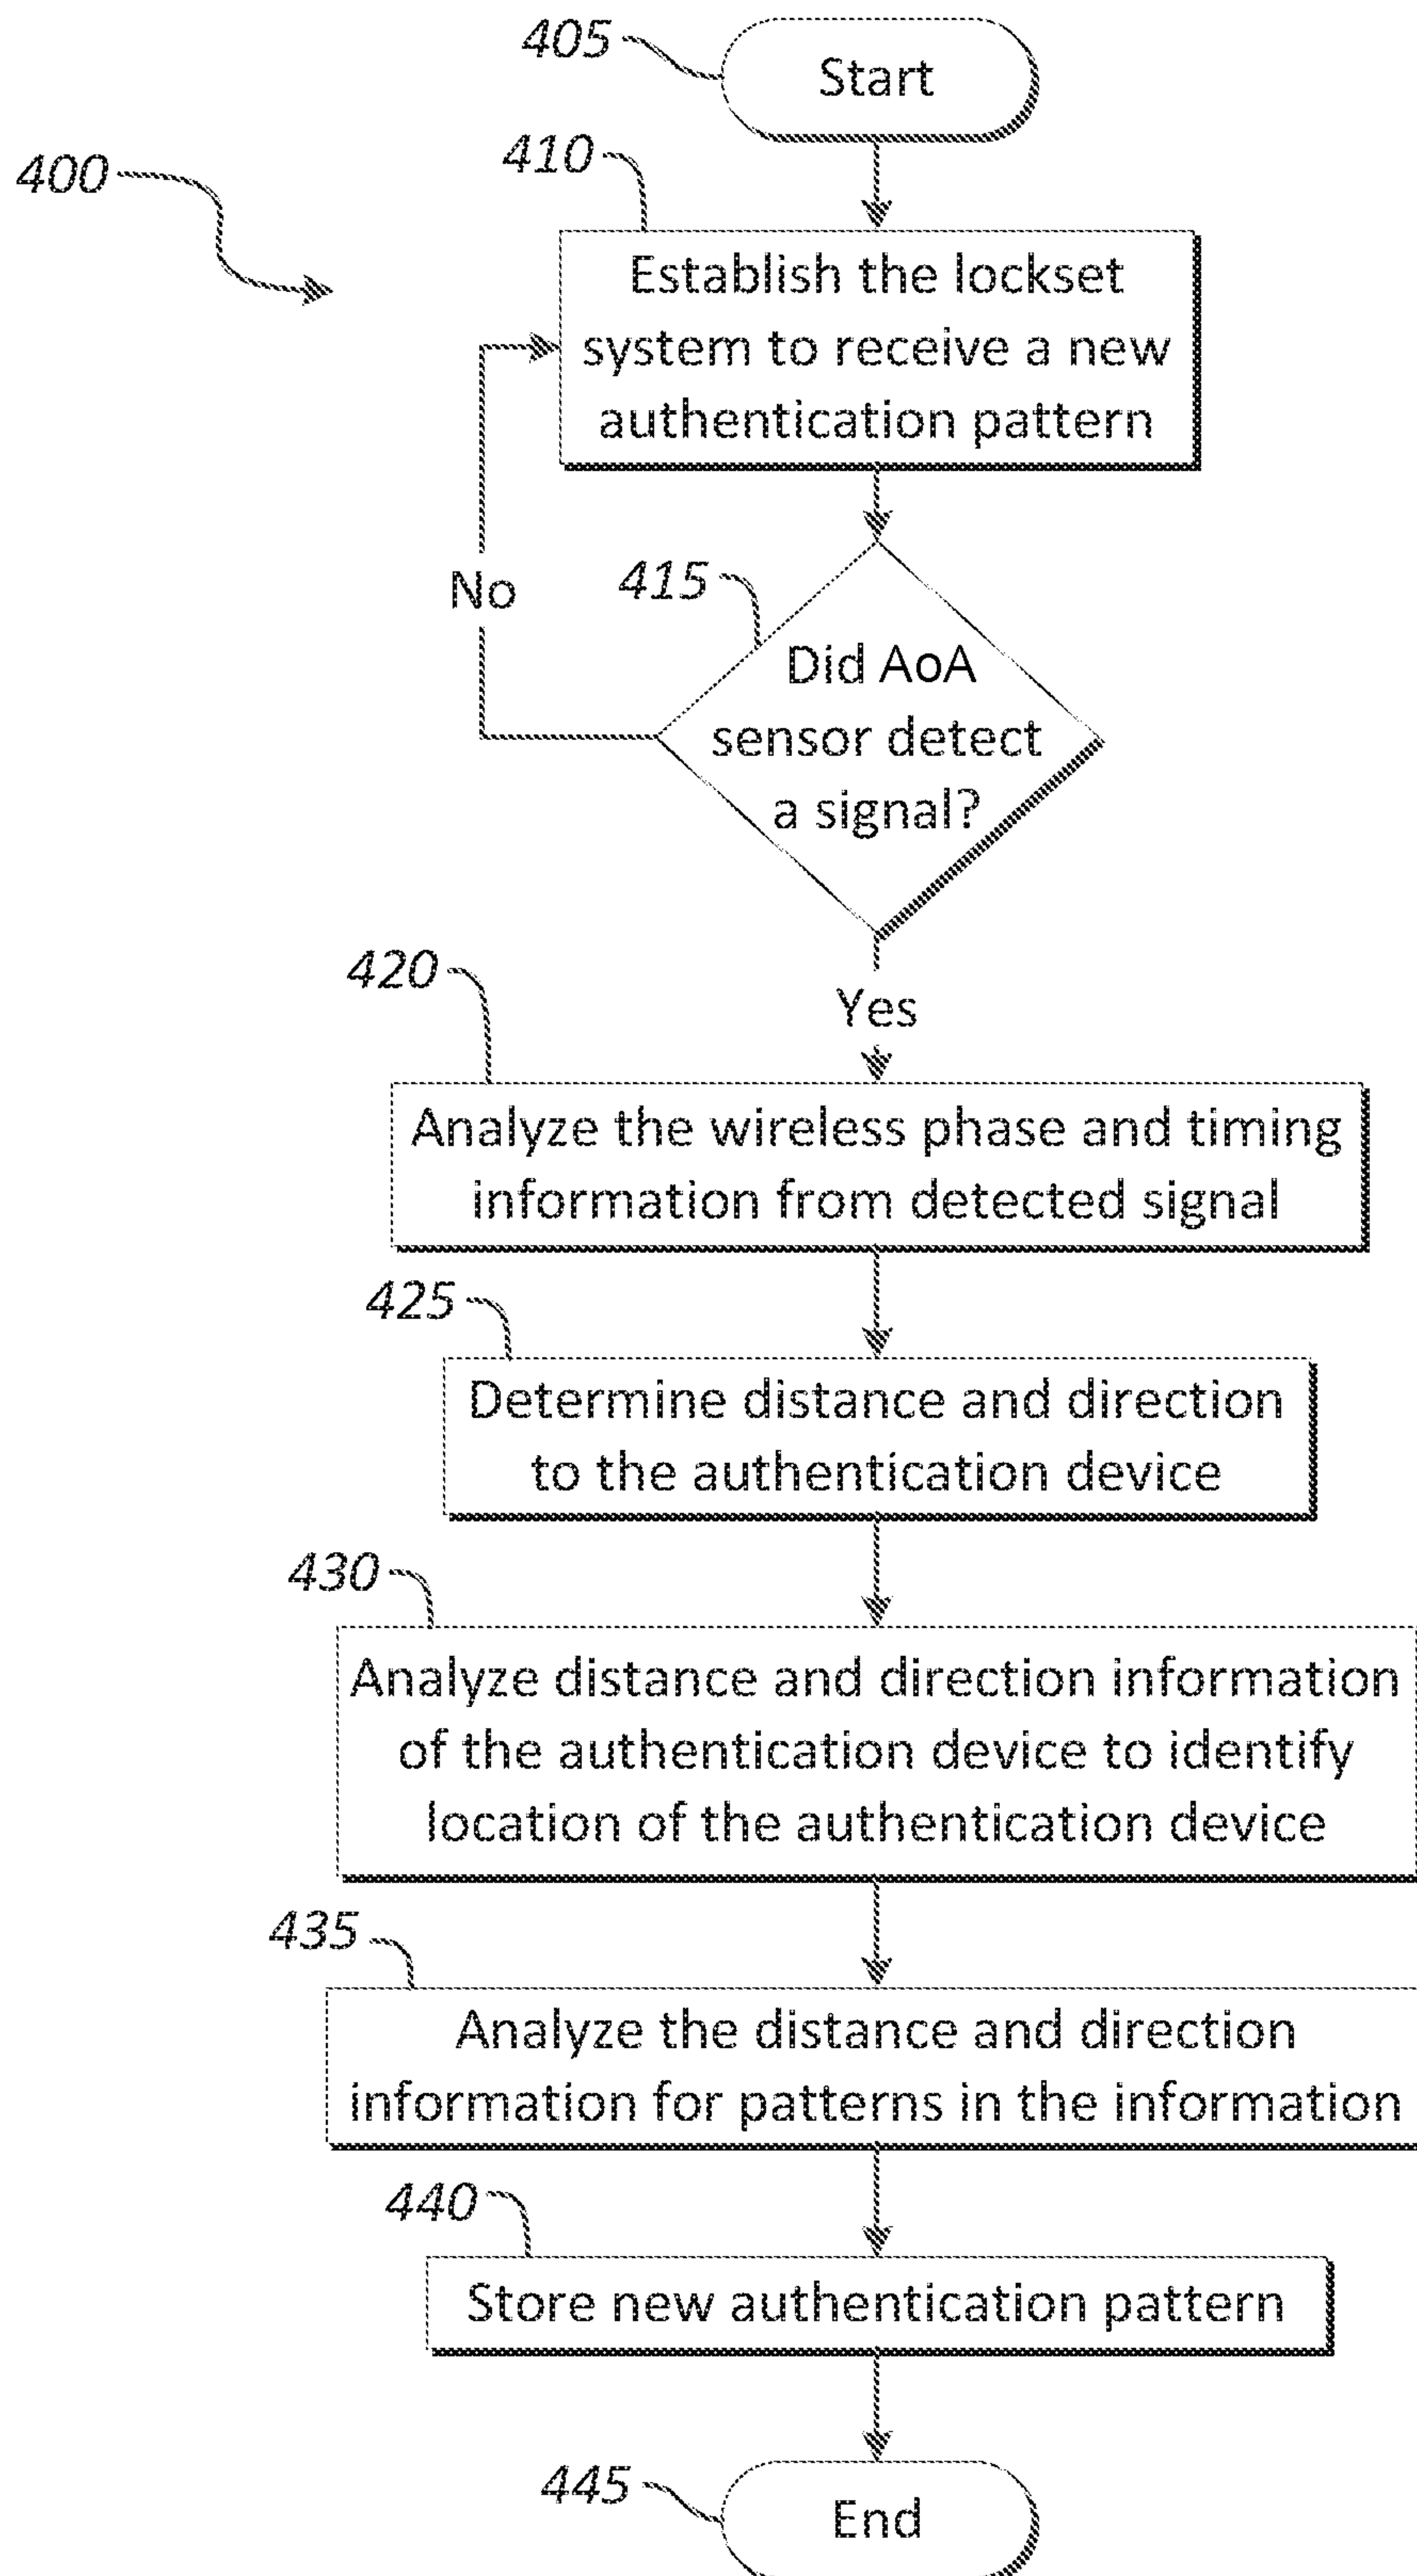 405
Start
410
400
Establish the lockset
system to receive a new
authentication pattern
No
415
Did AoA
sensor detect
a signal?
420
Yes
Analyze the wireless phase and timing
information from detected signal
425
Determine distance and direction
to the authentication device
430
Analyze distance and direction information
of the authentication device to identify
location of the authentication device
435
Analyze the distance and direction
information for patterns in the information
440
Store new authentication pattern
445
End